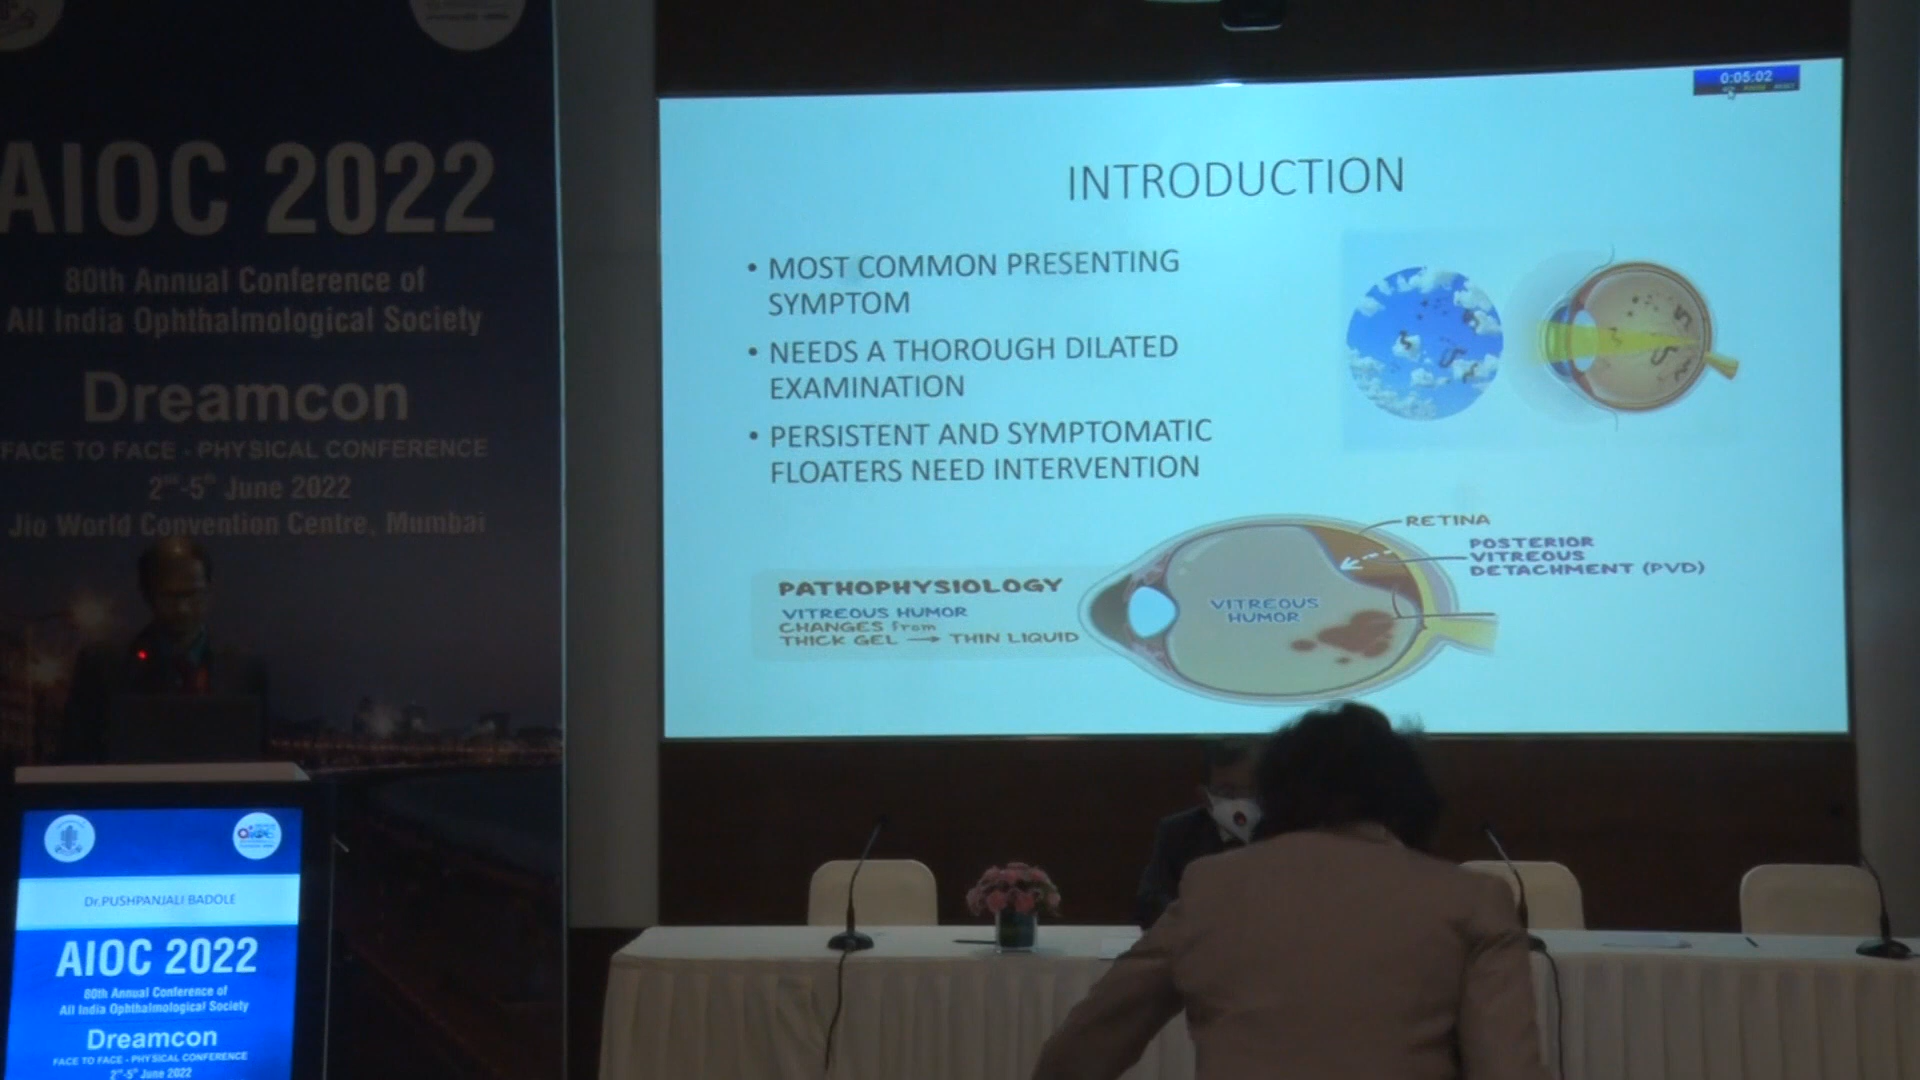 AIOC 2022
80th Annual Conference of
All India Ophthalmological Society
Dreamcon
FACE TO FACE - PHYSICAL CONFERENCE
2nd-5th June 2022
Jio World Convention Centre, Mumbai
0:05:02
INTRODUCTION
• MOST COMMON PRESENTING
SYMPTOM
• NEEDS A THOROUGH DILATED
EXAMINATION
• PERSISTENT AND SYMPTOMATIC
FLOATERS NEED INTERVENTION
RETINA
POSTERIOR
VITREOUS
DETACHMENT (PVD)
VITREOUS
HUMOR
PATHOPHYSIOLOGY
VITREOUS HUMOR
CHANGES from
THICK GEL → THIN LIQUID
Dr.PUSHPANJALI BADOLE
AIOC 2022
80th Annual Conference of
All India Ophthalmological Society
Dreamcon
FACE TO FACE - PHYSICAL CONFERENCE
2nd-5th June 2022